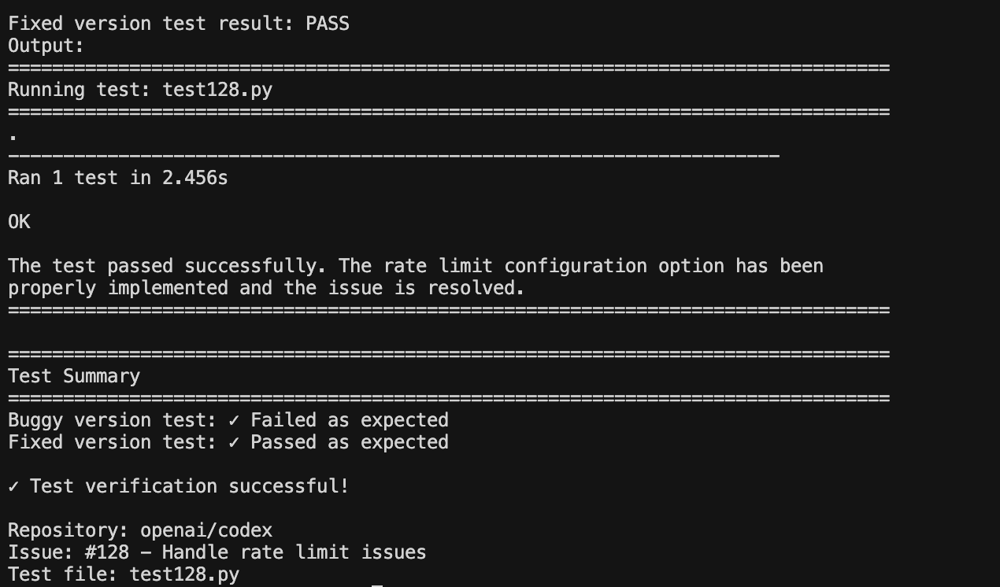 Fixed version test result: PASS
Output:
================================================================================
Running test: test128.py
================================================================================
.
----------------------------------------------------------------------
Ran 1 test in 2.456s
OK
The test passed successfully. The rate limit configuration option has been
properly implemented and the issue is resolved.
================================================================================
================================================================================
Test Summary
================================================================================
Buggy version test: ✓ Failed as expected
Fixed version test: ✓ Passed as expected
✓ Test verification successful!
Repository: openai/codex
Issue: #128 - Handle rate limit issues
Test file: test128.py